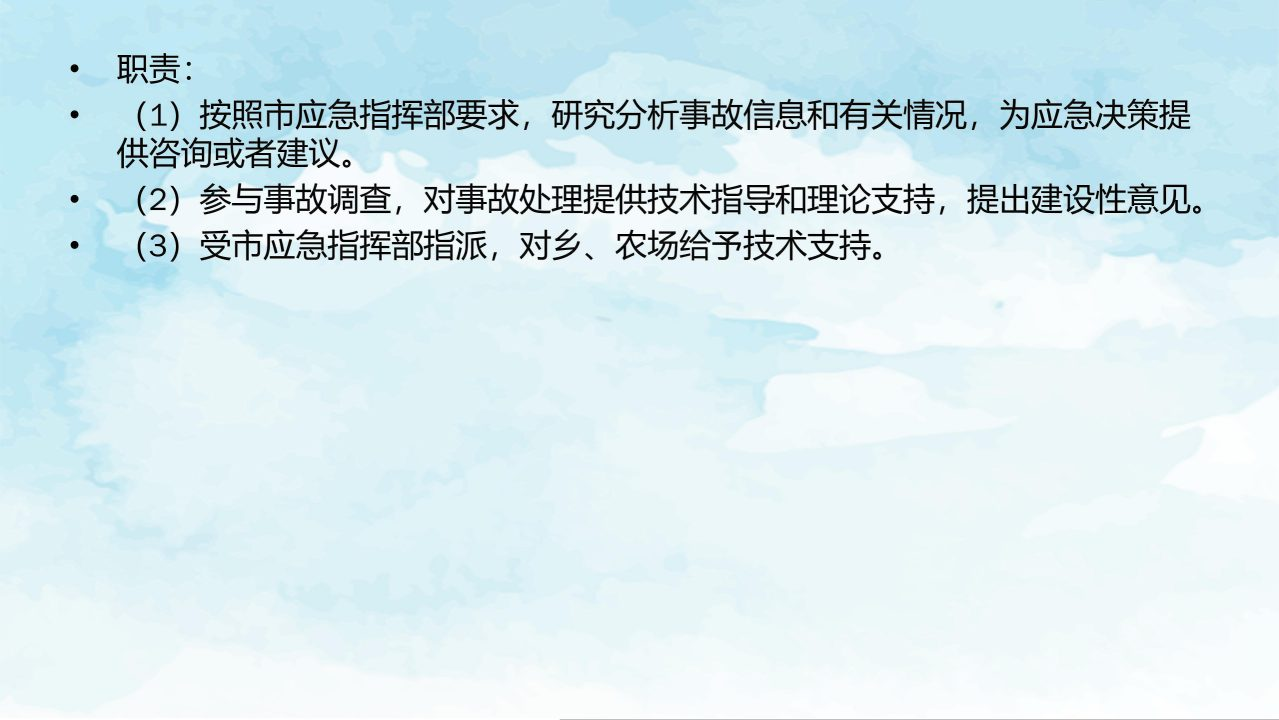 • 职责：
• （1）按照市应急指挥部要求，研究分析事故信息和有关情况，为应急决策提
供咨询或者建议。
• （2）参与事故调查，对事故处理提供技术指导和理论支持，提出建设性意见。
• （3）受市应急指挥部指派，对乡、农场给予技术支持。